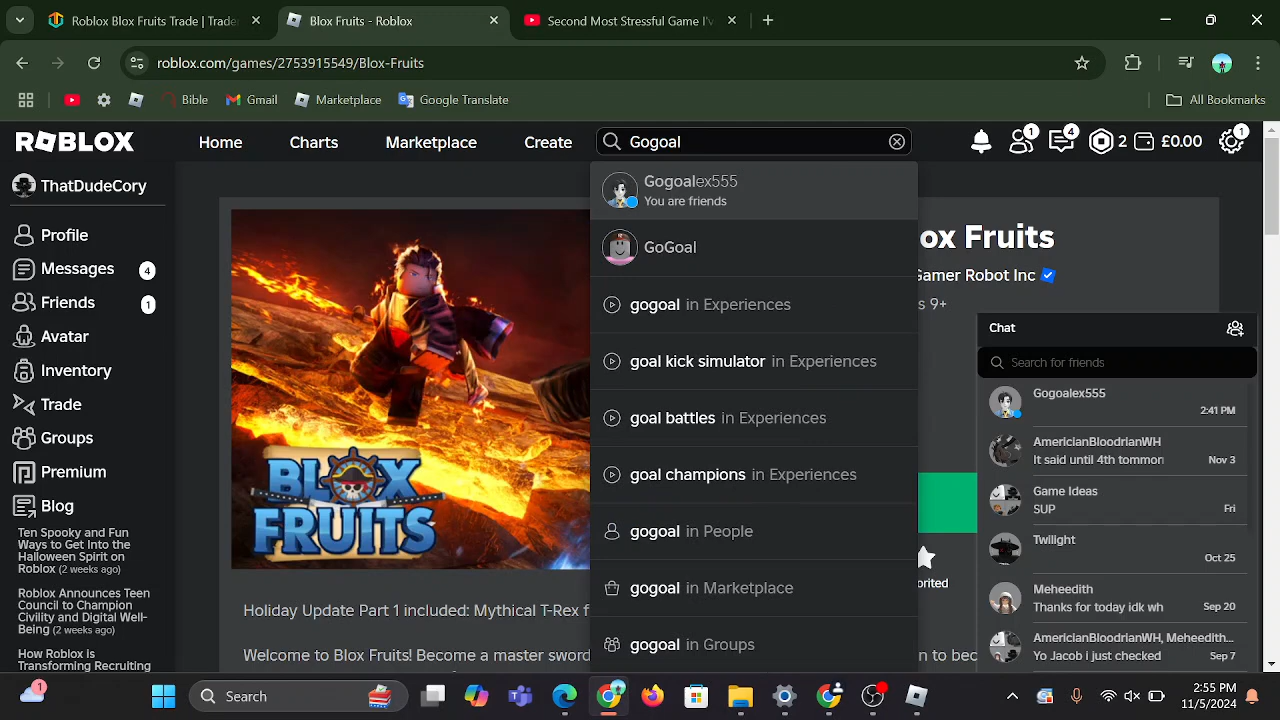 Roblox Blox Fruits Trade | Trader
Blox Fruits - Roblox
Second Most Stressful Game I'v
roblox.com/games/2753915549/Blox-Fruits
Bible
Gmail
Marketplace
Google Translate
All Bookmarks
ROBLOX
Home
Charts
Marketplace
Create
Gogoal
1
4
2
£0.00
1
ThatDudeCory
Profile
Messages
4
Friends
1
Avatar
Inventory
Trade
Groups
Premium
Blog
Ten Spooky and Fun
Ways to Get Into the
Halloween Spirit on
Roblox (2 weeks ago)
Roblox Announces Teen
Council to Champion
Civility and Digital Well-
Being (2 weeks ago)
How Roblox Is
Transforming Recruiting
BLOX
FRUITS
Holiday Update Part 1 included: Mythical T-Rex f
Welcome to Blox Fruits! Become a master sword
Gogoalex555
You are friends
GoGoal
gogoal in Experiences
goal kick simulator in Experiences
goal battles in Experiences
goal champions in Experiences
gogoal in People
gogoal in Marketplace
gogoal in Groups
ox Fruits
Gamer Robot Inc
s 9+
orited
n to bec
Chat
Search for friends
Gogoalex555
2:41 PM
AmericianBloodrianWH
It said until 4th tommorr
Nov 3
Game Ideas
SUP
Fri
Twilight
Oct 25
Meheedith
Thanks for today idk wh
Sep 20
AmericianBloodrianWH, Meheedith...
Yo Jacob i just checked
Sep 7
1
Search
2:55 PM
11/5/2024